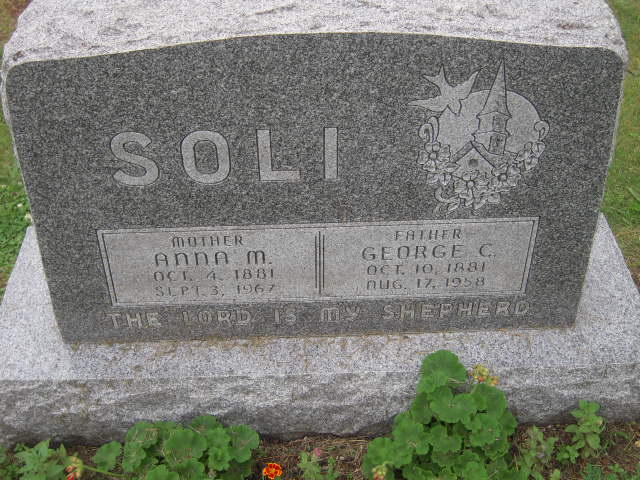 SOLI
MOTHER
ANNA M.
OCT. 4, 1881
SEPT. 3, 1967
FATHER
GEORGE C.
OCT. 10, 1881
AUG. 17, 1958
THE LORD IS MY SHEPHERD